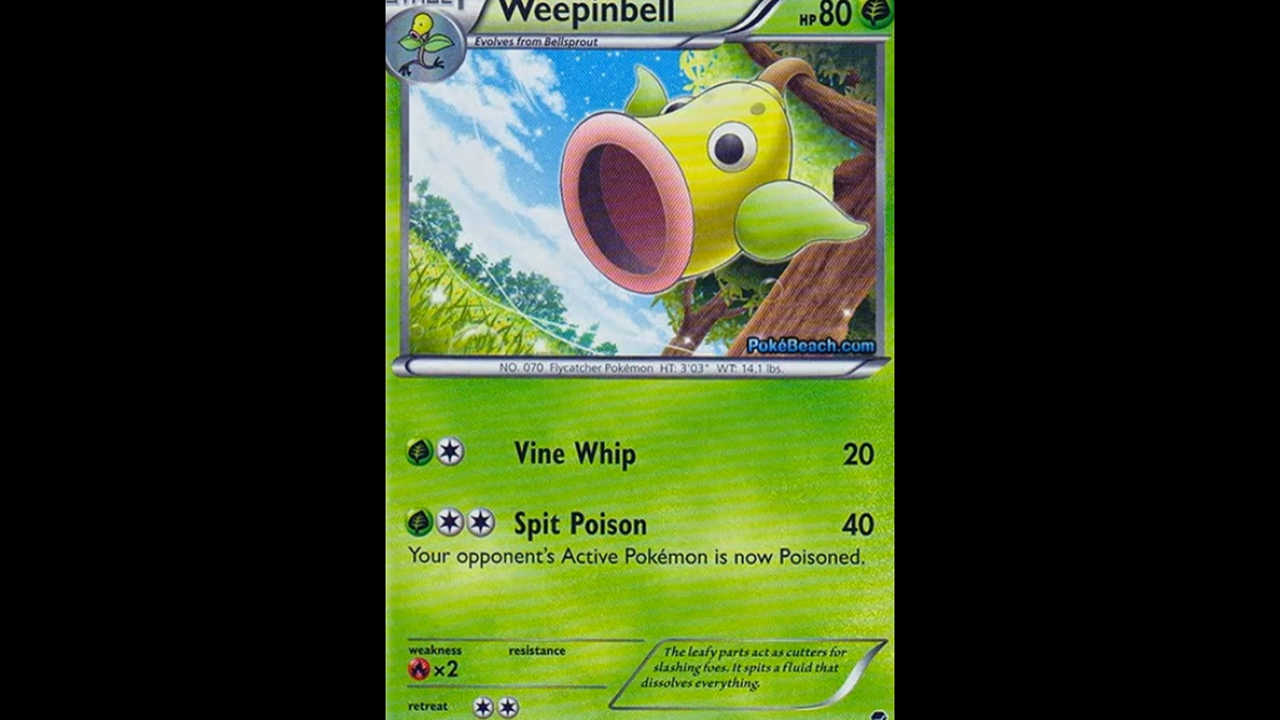 STAGE 1
Weepinbell
HP 80
Evolves from Bellsprout
PokéBeach.com
NO. 070 Flycatcher Pokémon HT: 3'03" WT: 14.1 lbs.
Vine Whip 20
Spit Poison 40
Your opponent's Active Pokémon is now Poisoned.
weakness resistance
×2
The leafy parts act as cutters for
slashing foes. It spits a fluid that
dissolves everything.
retreat